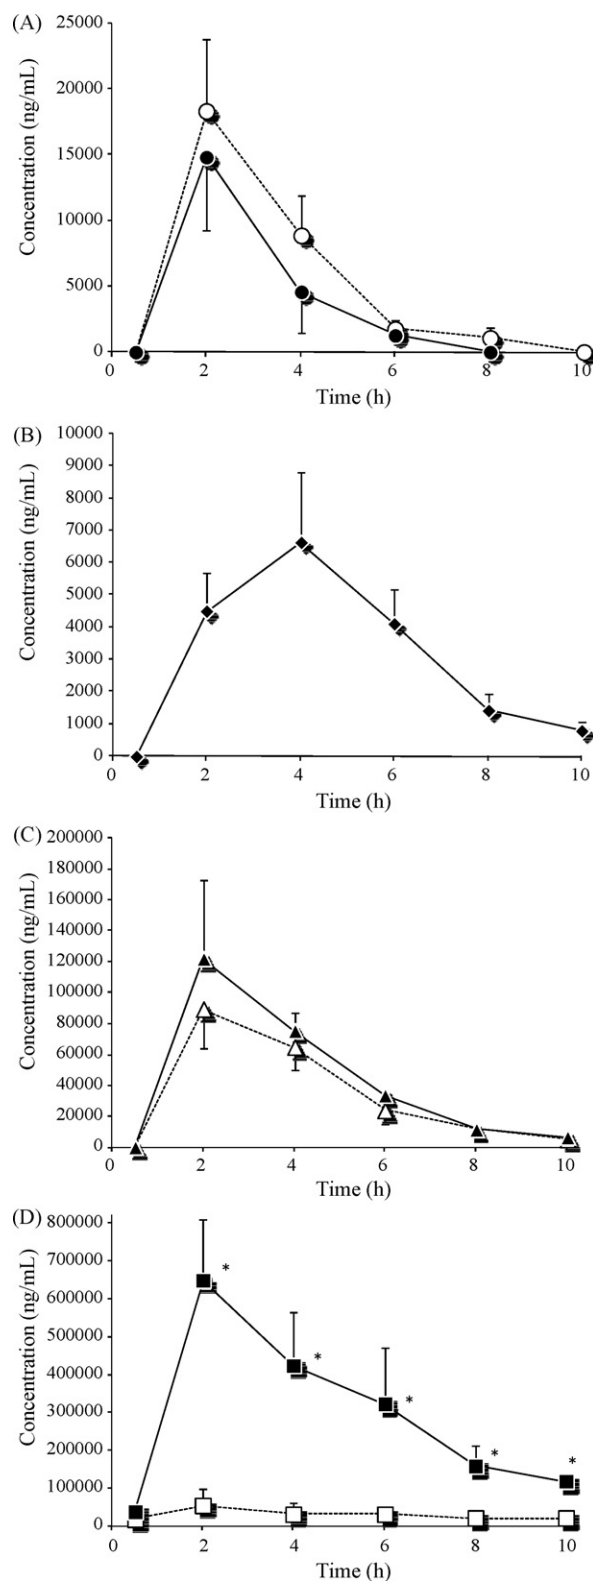 (A)
25000
20000
15000
10000
5000
0
Concentration (ng/mL)
0 2 4 6 8 10
Time (h)
(B)
10000
9000
8000
7000
6000
5000
4000
3000
2000
1000
0
Concentration (ng/mL)
0 2 4 6 8 10
Time (h)
(C)
200000
180000
160000
140000
120000
100000
80000
60000
40000
20000
0
Concentration (ng/mL)
0 2 4 6 8 10
Time (h)
(D)
800000
700000
600000
500000
400000
300000
200000
100000
0
Concentration (ng/mL)
* * * * *
0 2 4 6 8 10
Time (h)